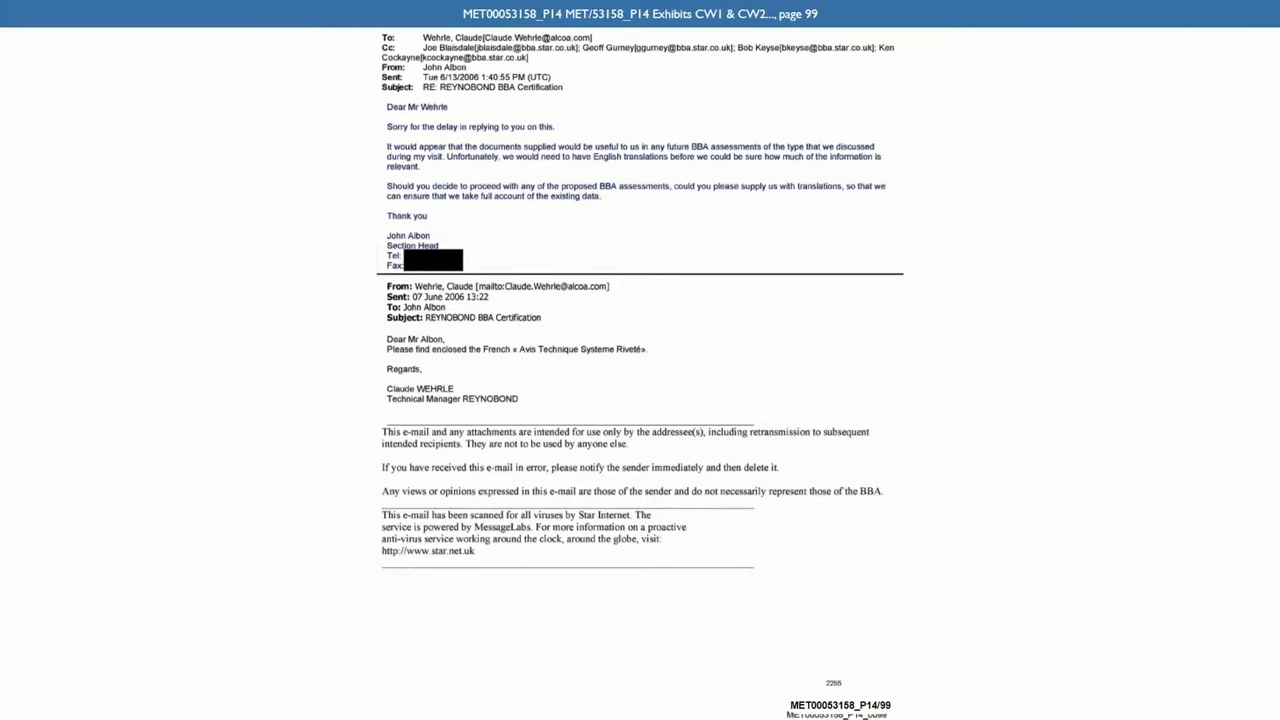 MET00053158_P14 MET/53158_P14 Exhibits CW1 & CW2..., page 99
To: Wehrle, Claude[Claude.Wehrle@alcoa.com]
Cc: Joe Blaisdale[jblaisdale@bba.star.co.uk]; Geoff Gurney[ggurney@bba.star.co.uk]; Bob Keyse[bkeyse@bba.star.co.uk]; Ken
Cockayne[kcockayne@bba.star.co.uk]
From: John Albon
Sent: Tue 6/13/2006 1:40:55 PM (UTC)
Subject: RE: REYNOBOND BBA Certification
Dear Mr Wehrle
Sorry for the delay in replying to you on this.
It would appear that the documents supplied would be useful to us in any future BBA assessments of the type that we discussed
during my visit. Unfortunately, we would need to have English translations before we could be sure how much of the information is
relevant.
Should you decide to proceed with any of the proposed BBA assessments, could you please supply us with translations, so that we
can ensure that we take full account of the existing data.
Thank you
John Albon
Section Head
Tel:
Fax:
From: Wehrle, Claude [mailto:Claude.Wehrle@alcoa.com]
Sent: 07 June 2006 13:22
To: John Albon
Subject: REYNOBOND BBA Certification
Dear Mr Albon,
Please find enclosed the French « Avis Technique Systeme Riveté».
Regards,
Claude WEHRLE
Technical Manager REYNOBOND
This e-mail and any attachments are intended for use only by the addressee(s), including retransmission to subsequent
intended recipients. They are not to be used by anyone else.
If you have received this e-mail in error, please notify the sender immediately and then delete it.
Any views or opinions expressed in this e-mail are those of the sender and do not necessarily represent those of the BBA.
This e-mail has been scanned for all viruses by Star Internet. The
service is powered by MessageLabs. For more information on a proactive
anti-virus service working around the clock, around the globe, visit:
http://www.star.net.uk
2255
MET00053158_P14/99
MET00053158_P14_0099